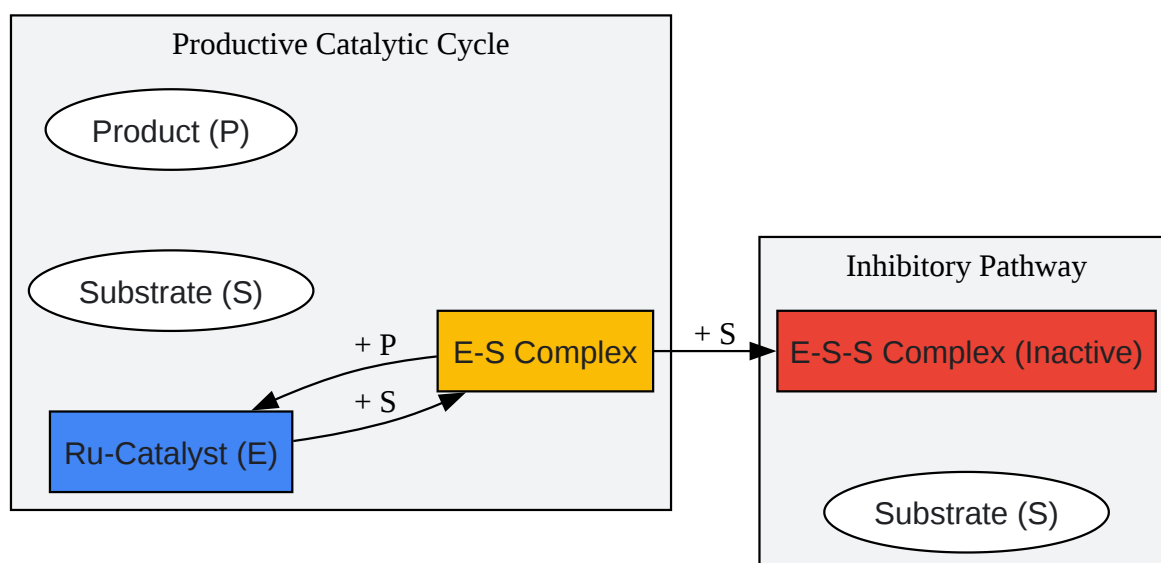 Productive Catalytic Cycle
Product (P)
Substrate (S)
+ P
E-S Complex
+ S
Ru-Catalyst (E)
+ S
Inhibitory Pathway
E-S-S Complex (Inactive)
Substrate (S)